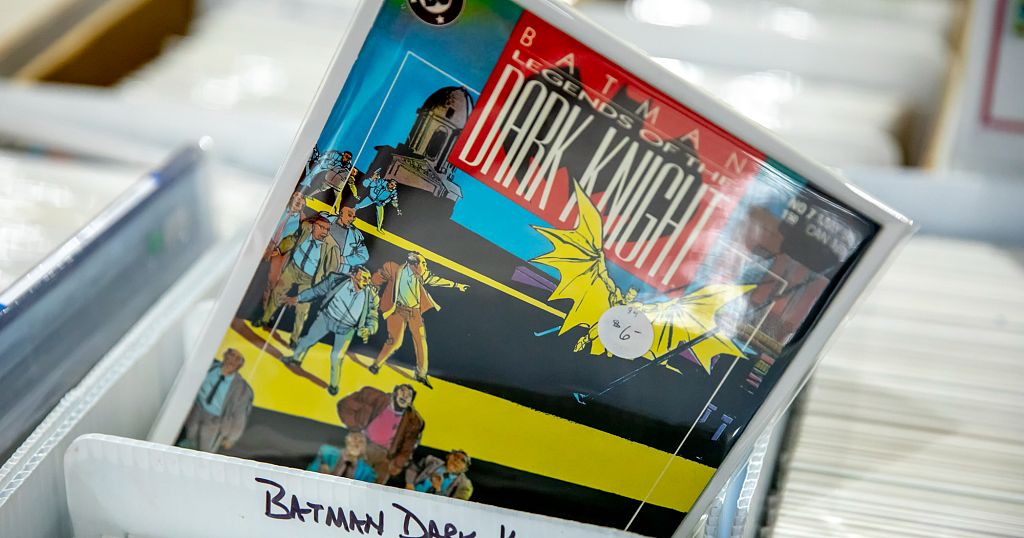 BATMAN
LEGENDS OF THE
DARK KNIGHT
$6-
BATMAN DARK